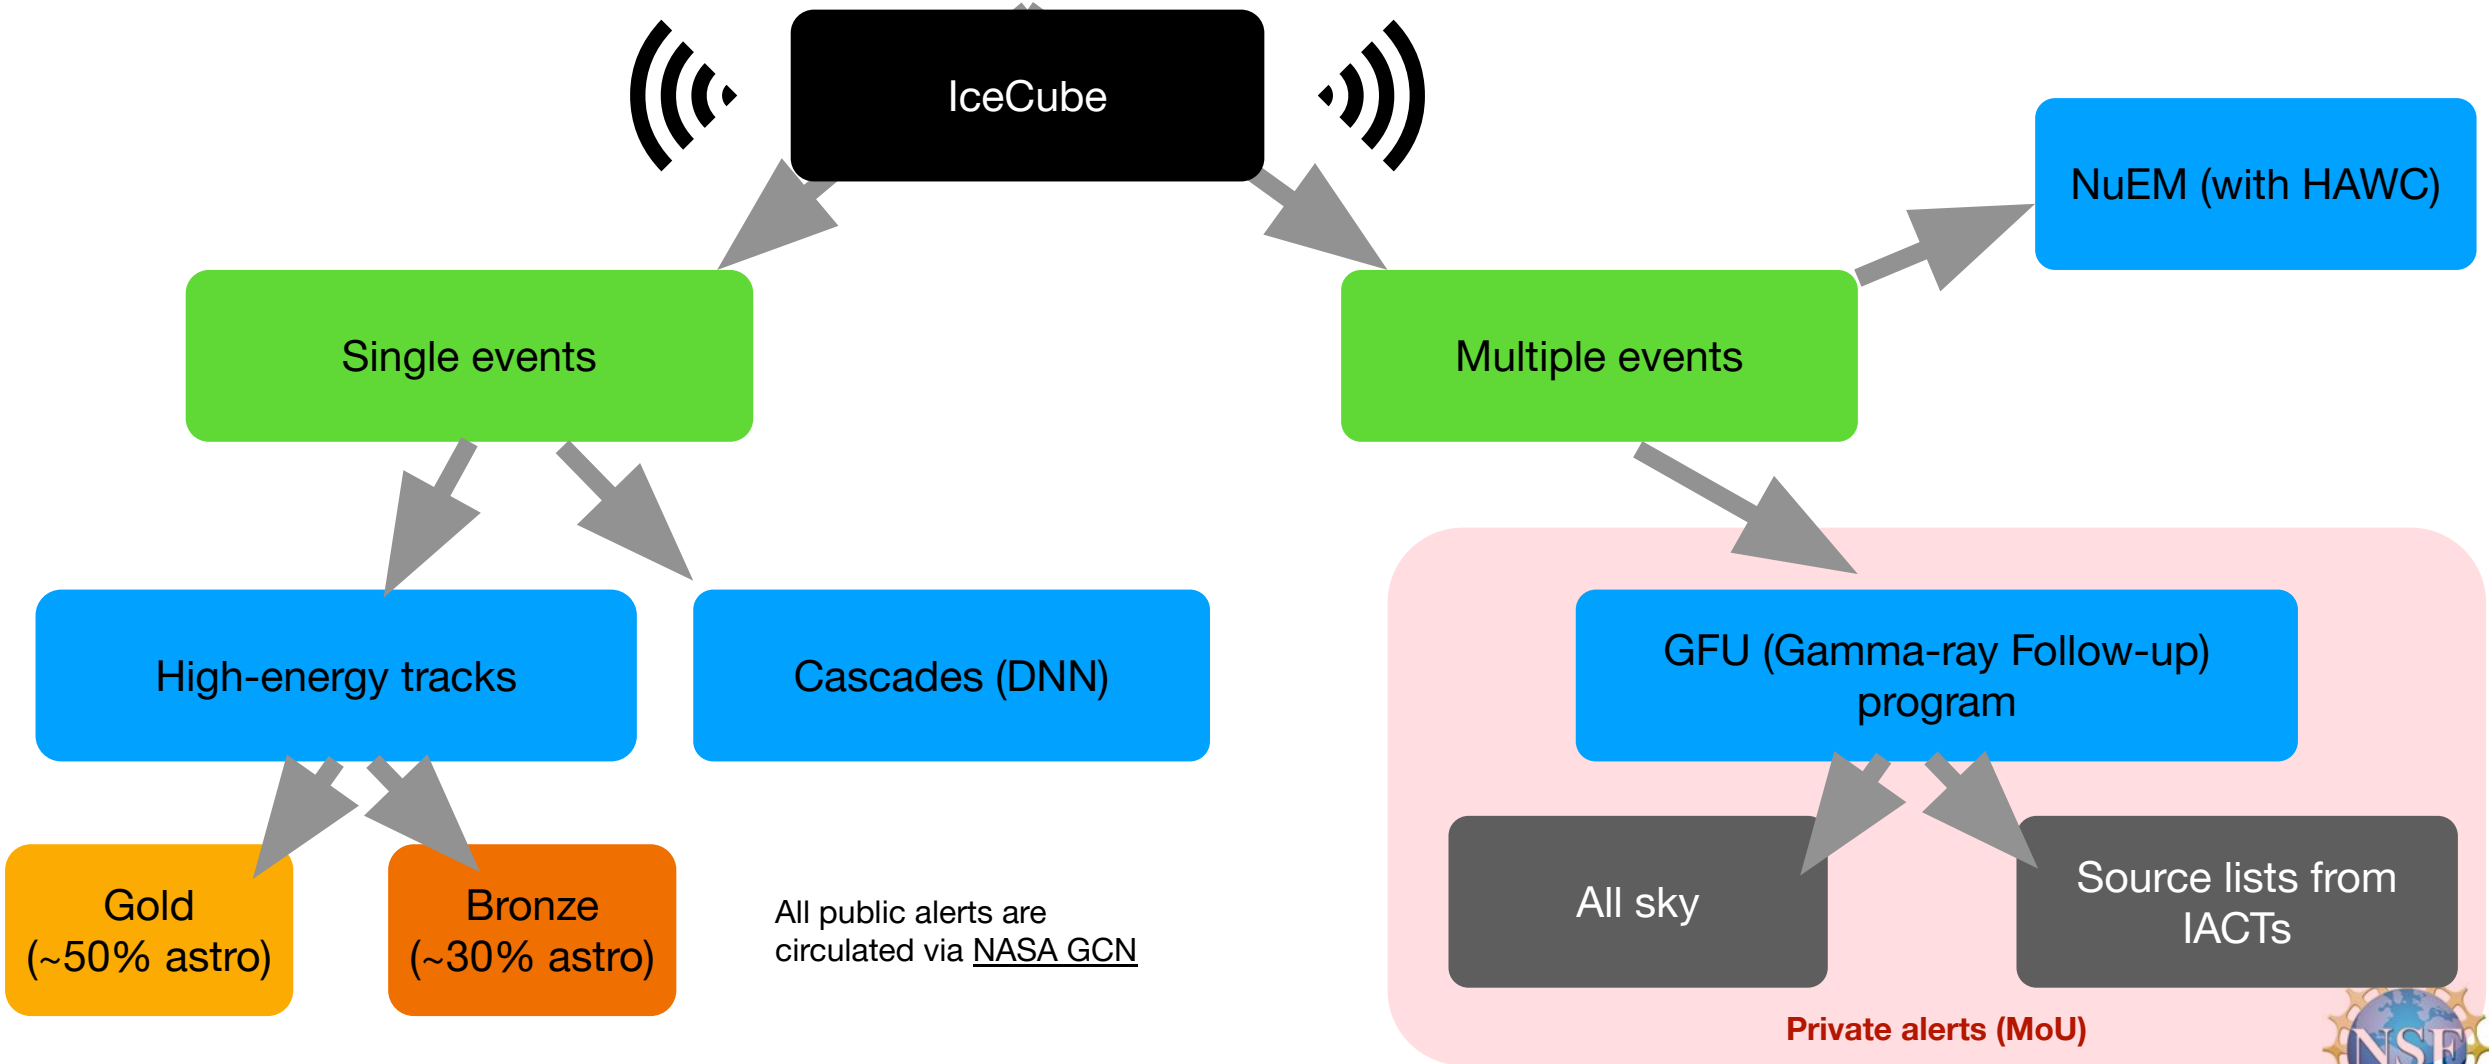 IceCube
NuEM (with HAWC)
Single events
Multiple events
High-energy tracks
Cascades (DNN)
GFU (Gamma-ray Follow-up)
program
Gold
(~50% astro)
Bronze
(~30% astro)
All public alerts are
circulated via NASA GCN
All sky
Source lists from
IACTs
Private alerts (MoU)
NSF